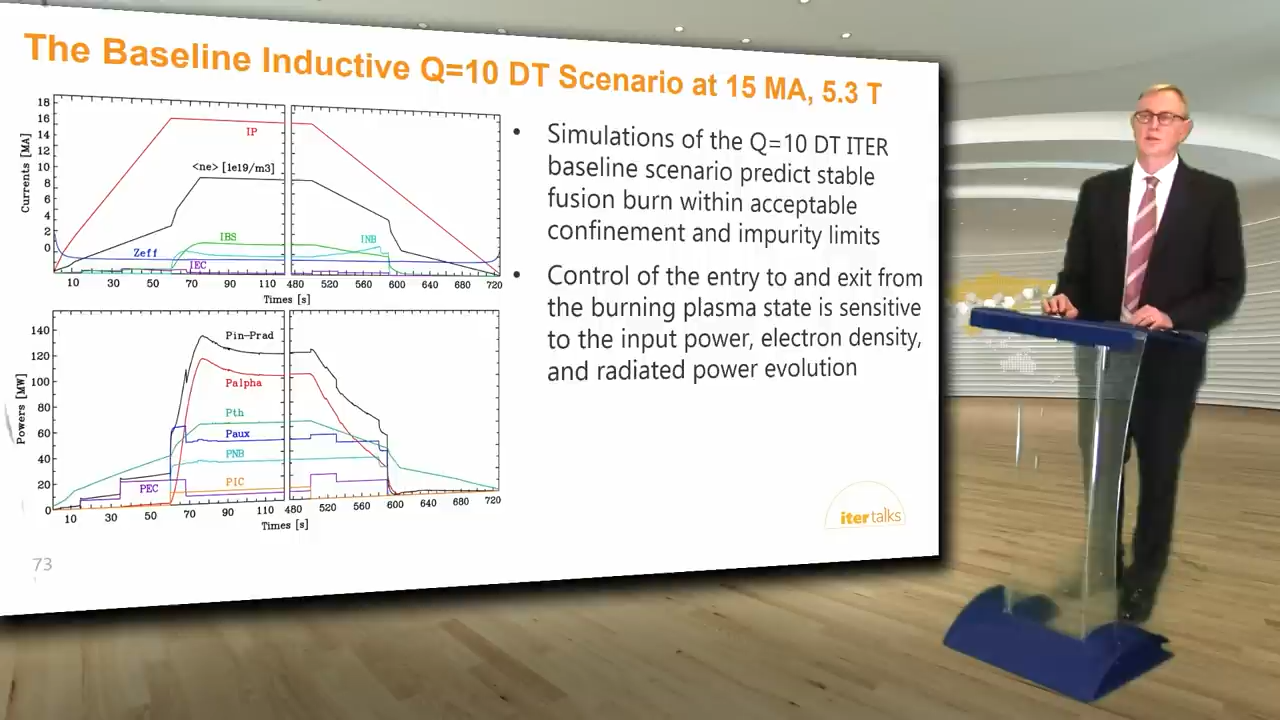 The Baseline Inductive Q=10 DT Scenario at 15 MA, 5.3 T
18
16
14
12
10
8
6
4
2
0
Currents [MA]
IP
<ne> [1e19/m3]
IBS
INB
Zeff
IEC
10 30 50 70 90 110 480 520 560 600 640 680 720
Times [s]
140
120
100
80
60
40
20
0
Powers [MW]
Pin-Prad
Palpha
Pth
Paux
PNB
PEC
PIC
10 30 50 70 90 110 480 520 560 600 640 680 720
Times [s]
• Simulations of the Q=10 DT ITER
baseline scenario predict stable
fusion burn within acceptable
confinement and impurity limits
• Control of the entry to and exit from
the burning plasma state is sensitive
to the input power, electron density,
and radiated power evolution
iter talks
73